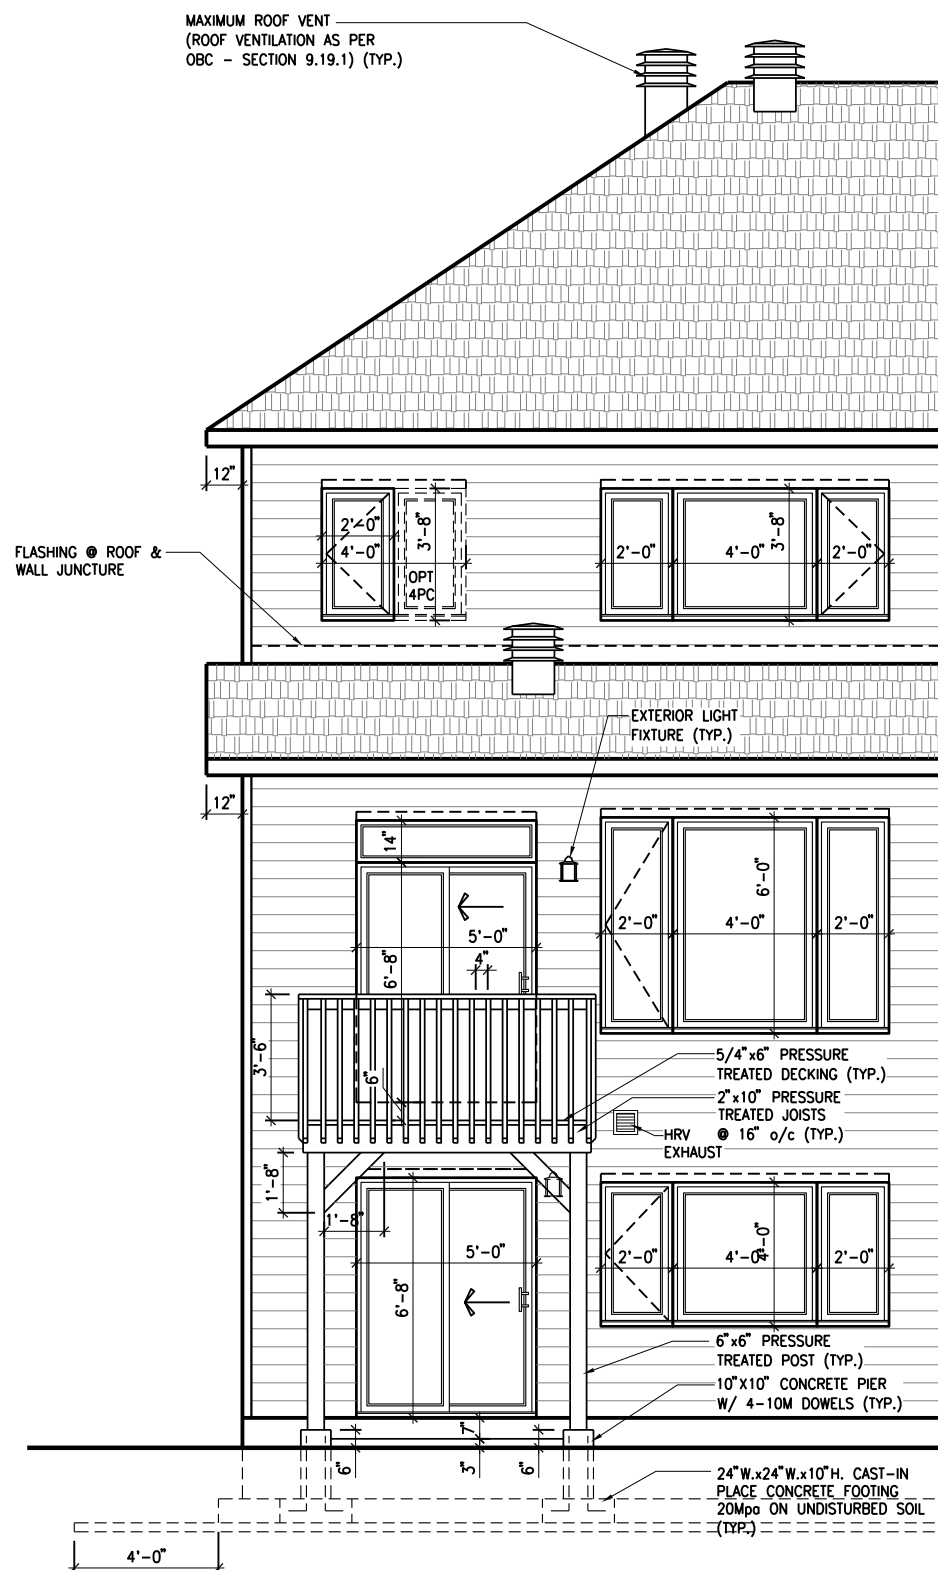 MAXIMUM ROOF VENT
(ROOF VENTILATION AS PER
OBC - SECTION 9.19.1) (TYP.)
12"
2'-0"
4'-0"
3'-8"
OPT
4PC
2'-0"
4'-0"
3'-8"
2'-0"
FLASHING @ ROOF &
WALL JUNCTURE
EXTERIOR LIGHT
FIXTURE (TYP.)
12"
14"
6'-0"
5'-0"
2'-0"
4'-0"
2'-0"
4"
6'-8"
3'-6"
6"
5/4"x6" PRESSURE
TREATED DECKING (TYP.)
2"x10" PRESSURE
TREATED JOISTS
@ 16" o/c (TYP.)
HRV
EXHAUST
1'-8"
1'-8"
5'-0"
6'-8"
2'-0"
4'-0"
4'-0"
2'-0"
6"x6" PRESSURE
TREATED POST (TYP.)
10"X10" CONCRETE PIER
W/ 4-10M DOWELS (TYP.)
7"
6"
3"
6"
24"W.x24"W.x10"H. CAST-IN
PLACE CONCRETE FOOTING
20Mpa ON UNDISTURBED SOIL
(TYP.)
4'-0"